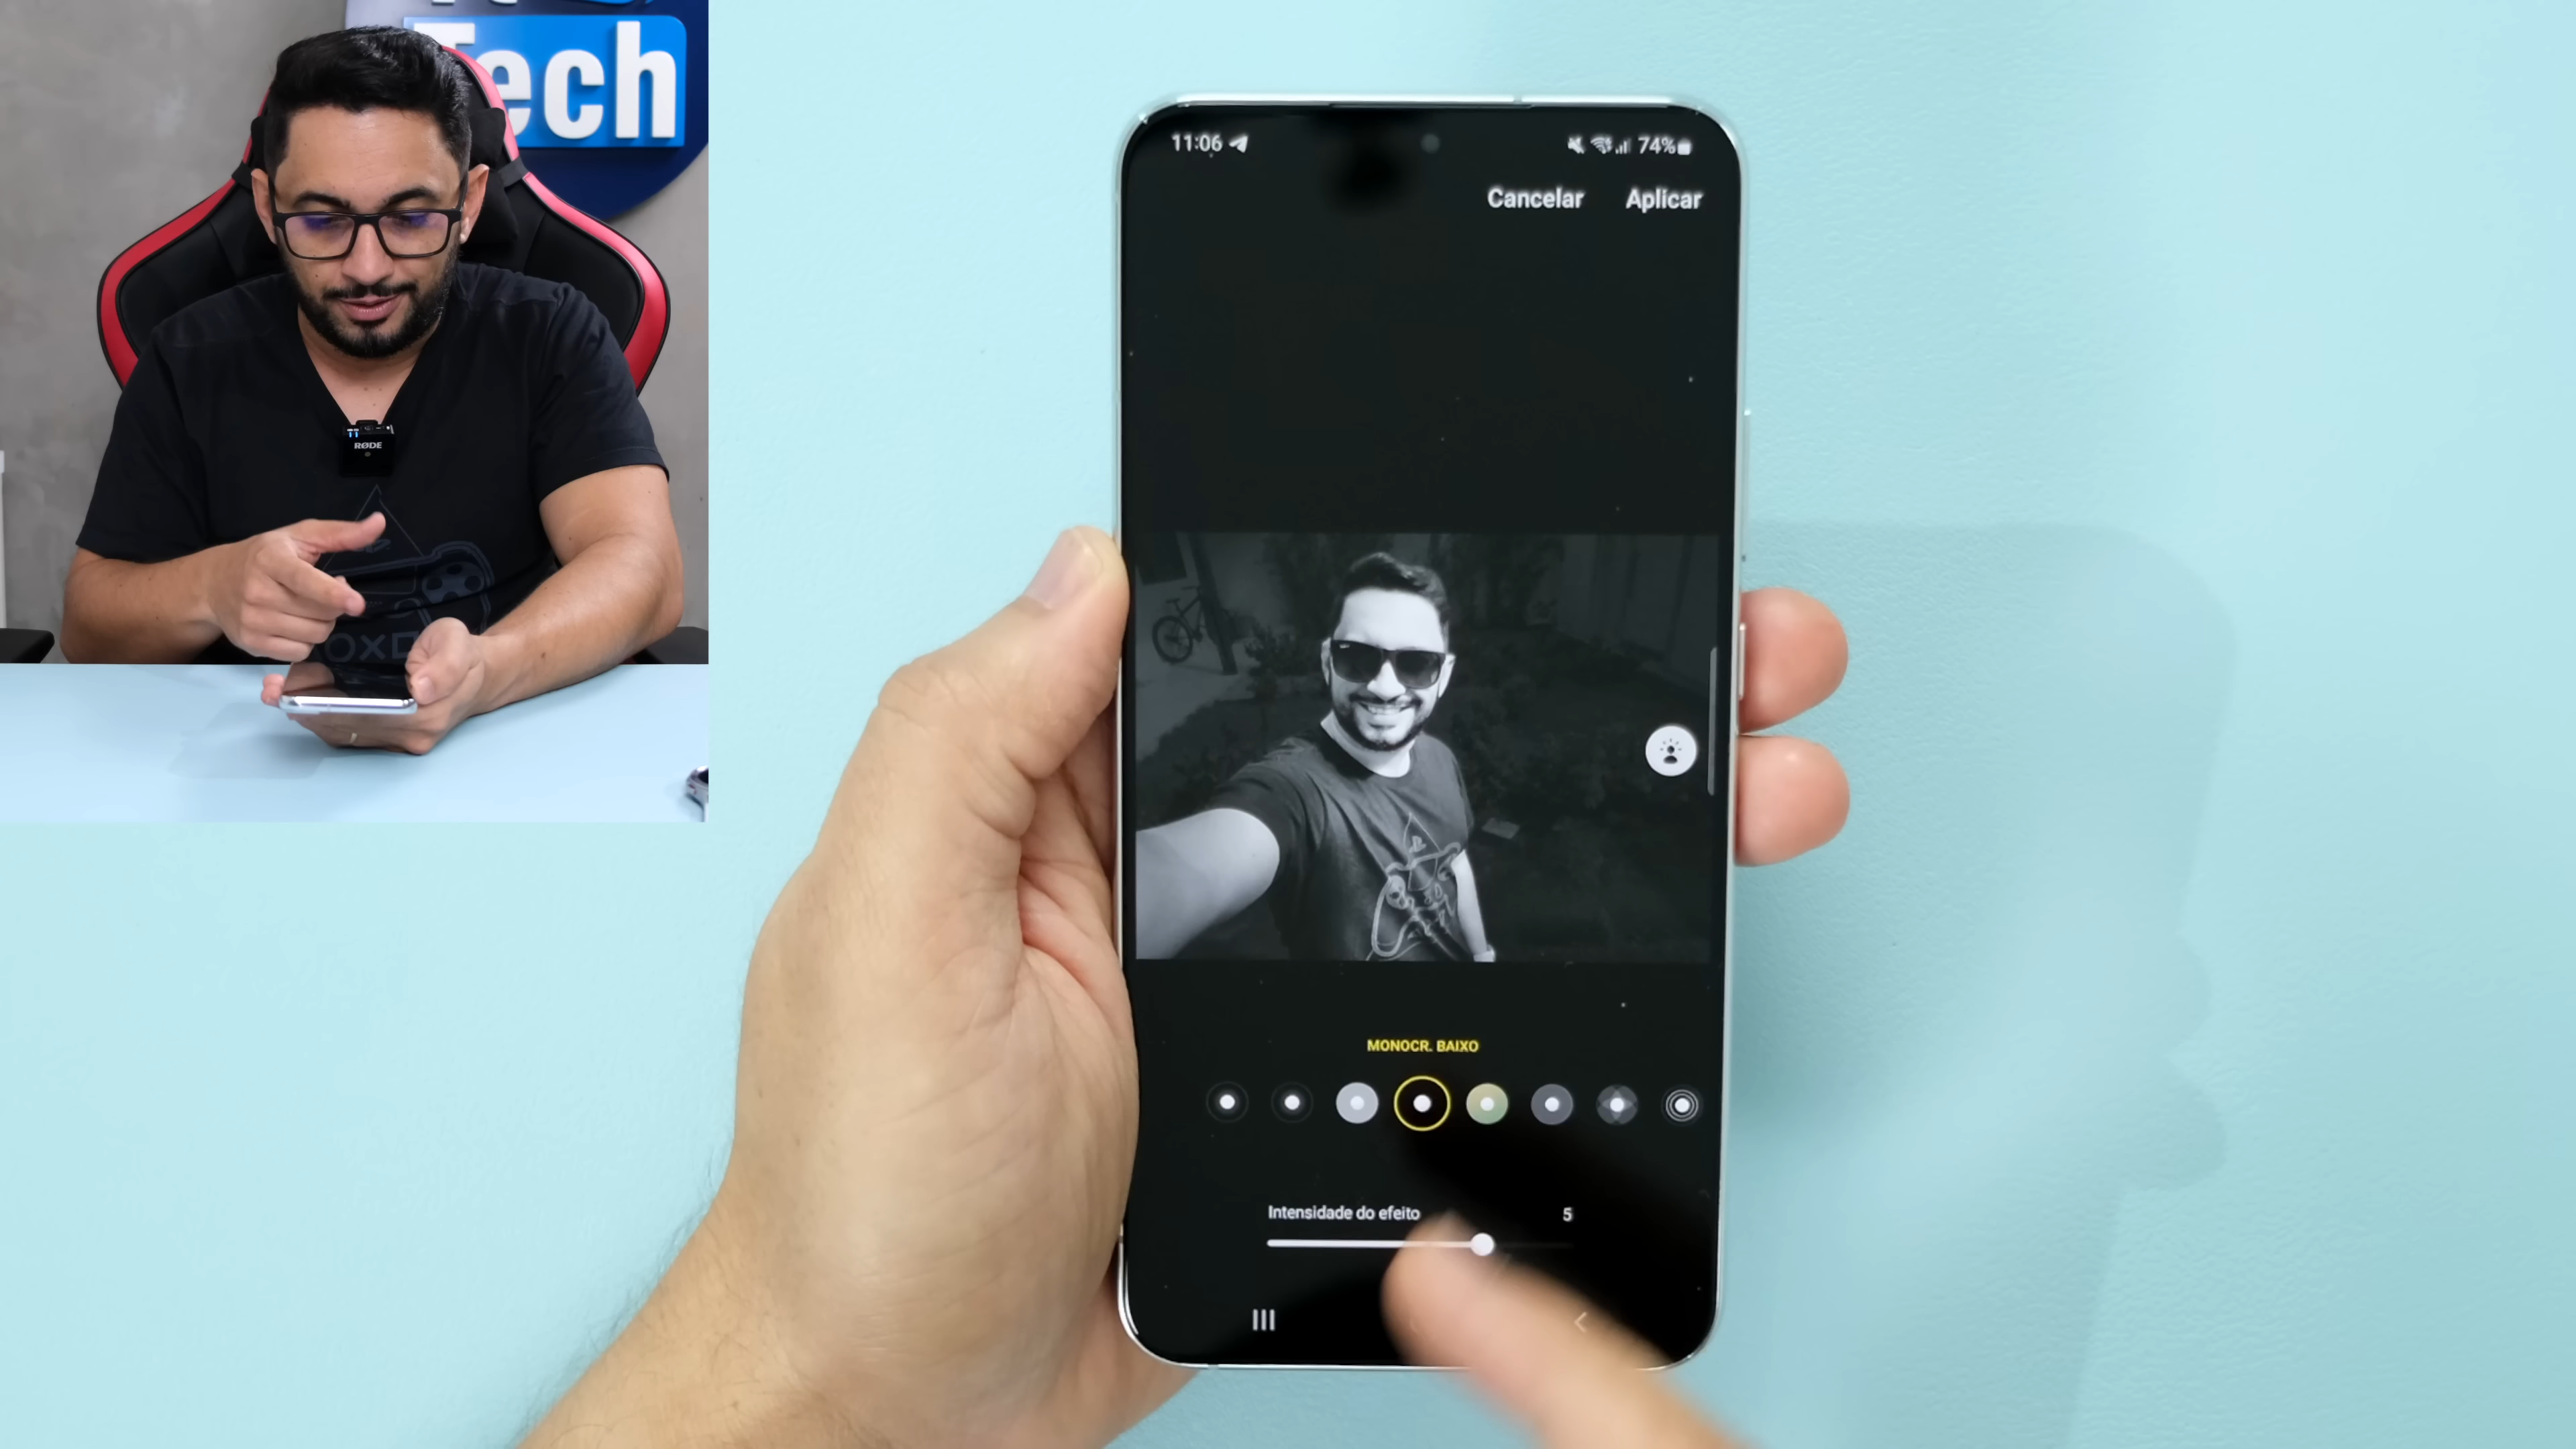 Tech
RØDE
11:06
74%
Cancelar Aplicar
MONOCR. BAIXO
Intensidade do efeito 5